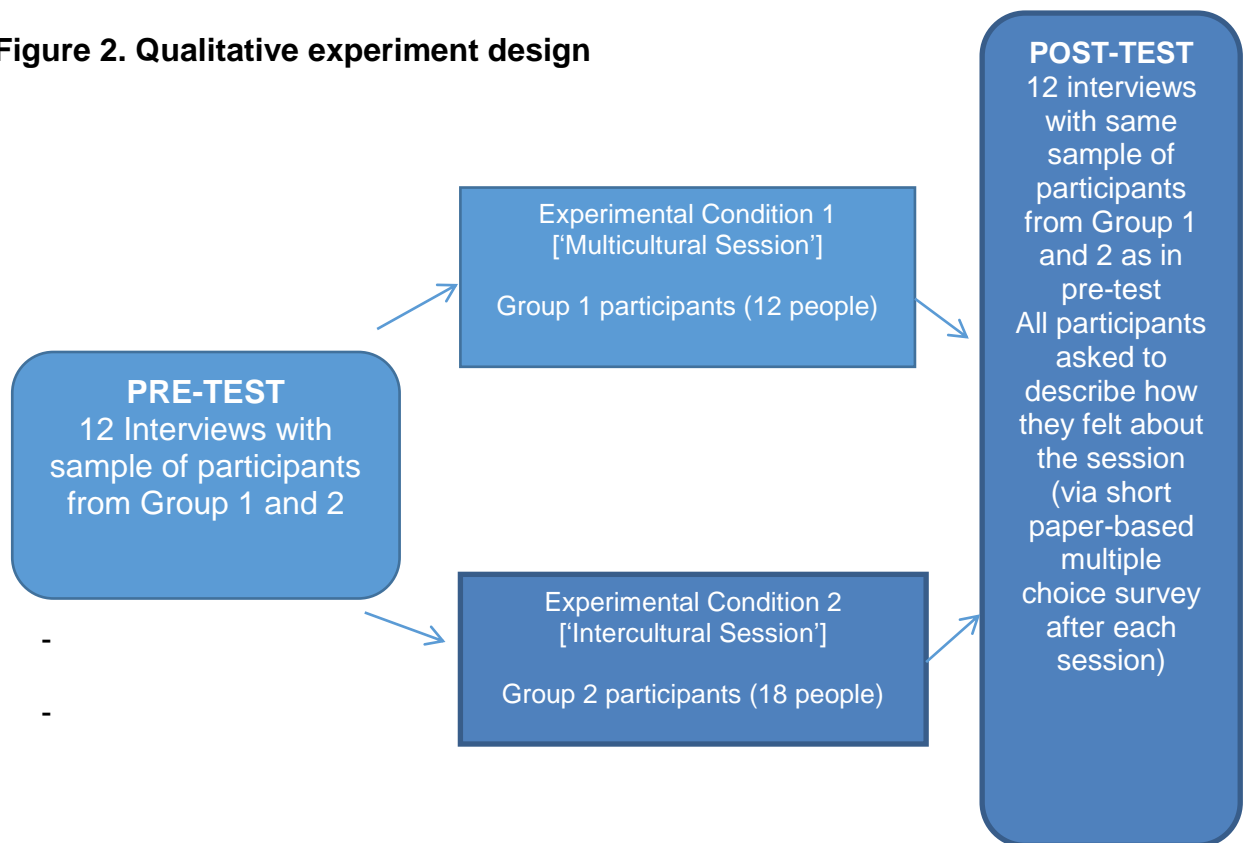 Figure 2. Qualitative experiment design
PRE-TEST
12 Interviews with
sample of participants
from Group 1 and 2
-
-
Experimental Condition 1
[‘Multicultural Session’]
Group 1 participants (12 people)
Experimental Condition 2
[‘Intercultural Session’]
Group 2 participants (18 people)
POST-TEST
12 interviews
with same
sample of
participants
from Group 1
and 2 as in
pre-test
All participants
asked to
describe how
they felt about
the session
(via short
paper-based
multiple
choice survey
after each
session)